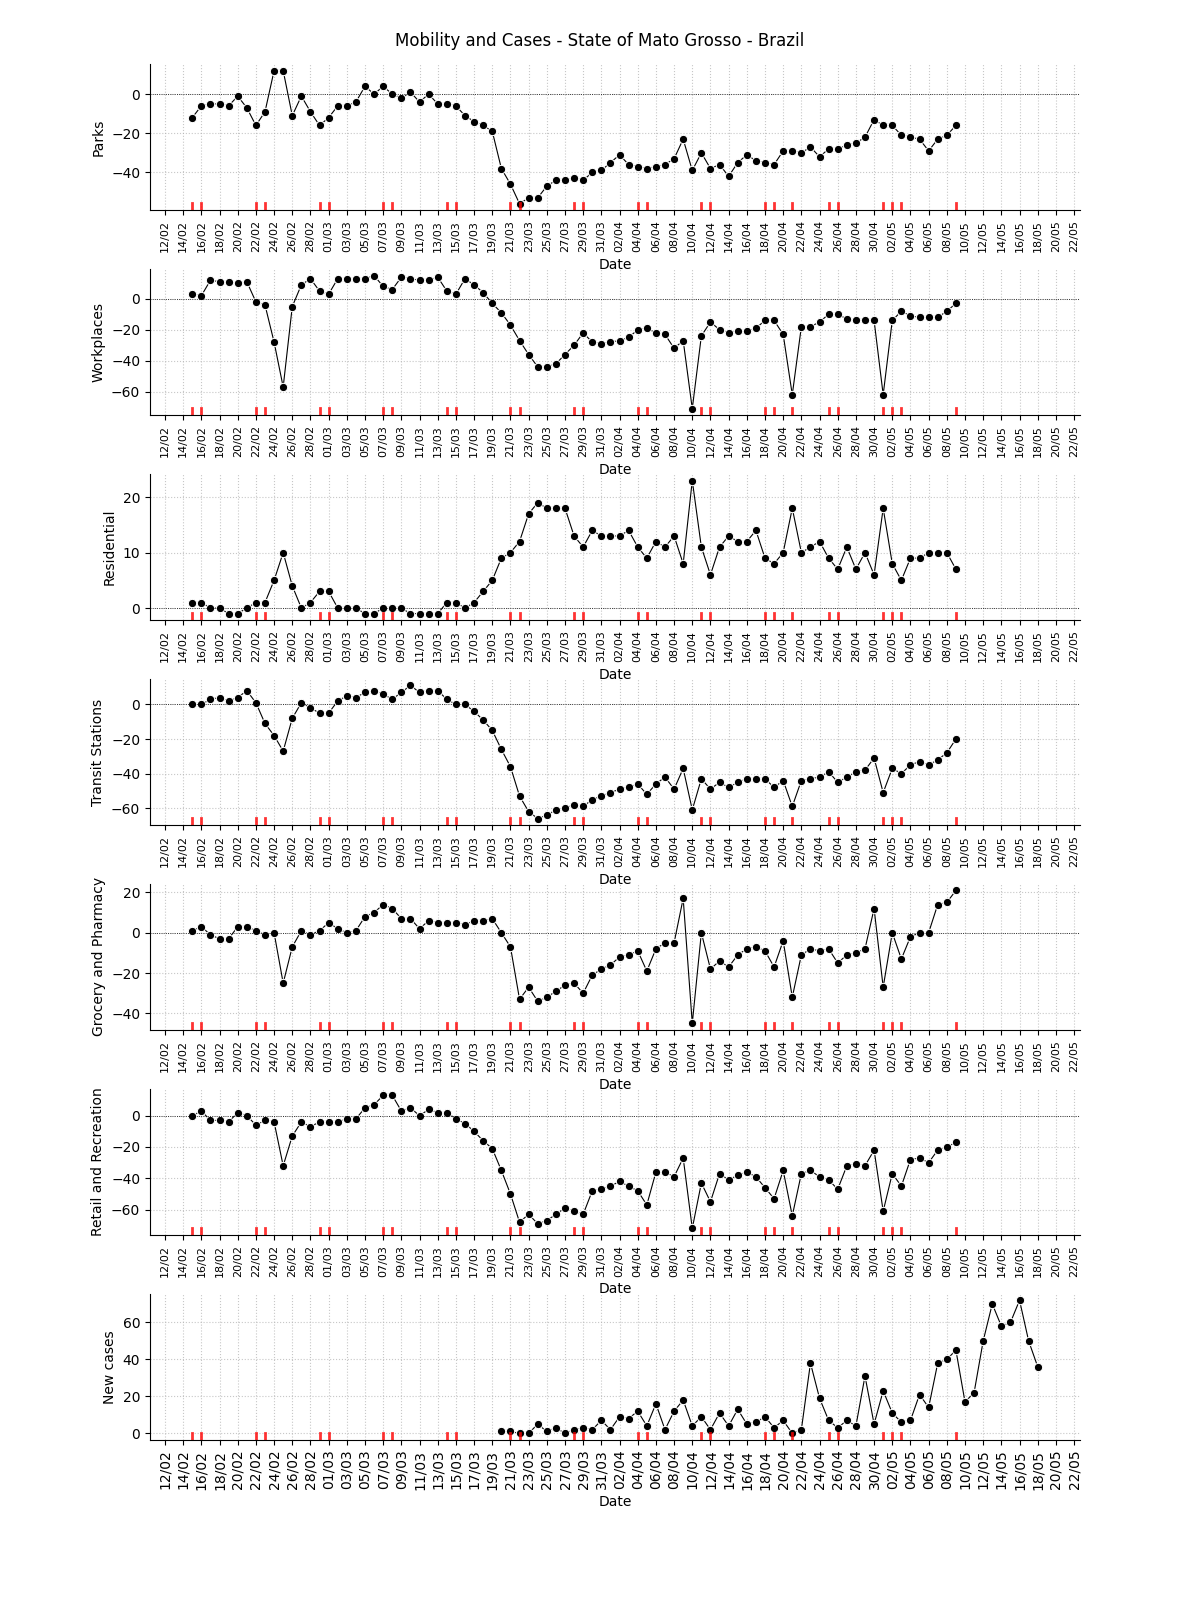 Mobility and Cases - State of Mato Grosso - Brazil
Parks
0
−20
−40
12/02 14/02 16/02 18/02 20/02 22/02 24/02 26/02 28/02 01/03 03/03 05/03 07/03 09/03 11/03 13/03 15/03 17/03 19/03 21/03 23/03 25/03 27/03 29/03 31/03 02/04 04/04 06/04 08/04 10/04 12/04 14/04 16/04 18/04 20/04 22/04 24/04 26/04 28/04 30/04 02/05 04/05 06/05 08/05 10/05 12/05 14/05 16/05 18/05 20/05 22/05
Date
Workplaces
0
−20
−40
−60
12/02 14/02 16/02 18/02 20/02 22/02 24/02 26/02 28/02 01/03 03/03 05/03 07/03 09/03 11/03 13/03 15/03 17/03 19/03 21/03 23/03 25/03 27/03 29/03 31/03 02/04 04/04 06/04 08/04 10/04 12/04 14/04 16/04 18/04 20/04 22/04 24/04 26/04 28/04 30/04 02/05 04/05 06/05 08/05 10/05 12/05 14/05 16/05 18/05 20/05 22/05
Date
Residential
20
10
0
12/02 14/02 16/02 18/02 20/02 22/02 24/02 26/02 28/02 01/03 03/03 05/03 07/03 09/03 11/03 13/03 15/03 17/03 19/03 21/03 23/03 25/03 27/03 29/03 31/03 02/04 04/04 06/04 08/04 10/04 12/04 14/04 16/04 18/04 20/04 22/04 24/04 26/04 28/04 30/04 02/05 04/05 06/05 08/05 10/05 12/05 14/05 16/05 18/05 20/05 22/05
Date
Transit Stations
0
−20
−40
−60
12/02 14/02 16/02 18/02 20/02 22/02 24/02 26/02 28/02 01/03 03/03 05/03 07/03 09/03 11/03 13/03 15/03 17/03 19/03 21/03 23/03 25/03 27/03 29/03 31/03 02/04 04/04 06/04 08/04 10/04 12/04 14/04 16/04 18/04 20/04 22/04 24/04 26/04 28/04 30/04 02/05 04/05 06/05 08/05 10/05 12/05 14/05 16/05 18/05 20/05 22/05
Date
Grocery and Pharmacy
20
0
−20
−40
12/02 14/02 16/02 18/02 20/02 22/02 24/02 26/02 28/02 01/03 03/03 05/03 07/03 09/03 11/03 13/03 15/03 17/03 19/03 21/03 23/03 25/03 27/03 29/03 31/03 02/04 04/04 06/04 08/04 10/04 12/04 14/04 16/04 18/04 20/04 22/04 24/04 26/04 28/04 30/04 02/05 04/05 06/05 08/05 10/05 12/05 14/05 16/05 18/05 20/05 22/05
Date
Retail and Recreation
0
−20
−40
−60
12/02 14/02 16/02 18/02 20/02 22/02 24/02 26/02 28/02 01/03 03/03 05/03 07/03 09/03 11/03 13/03 15/03 17/03 19/03 21/03 23/03 25/03 27/03 29/03 31/03 02/04 04/04 06/04 08/04 10/04 12/04 14/04 16/04 18/04 20/04 22/04 24/04 26/04 28/04 30/04 02/05 04/05 06/05 08/05 10/05 12/05 14/05 16/05 18/05 20/05 22/05
Date
New cases
60
40
20
0
12/02 14/02 16/02 18/02 20/02 22/02 24/02 26/02 28/02 01/03 03/03 05/03 07/03 09/03 11/03 13/03 15/03 17/03 19/03 21/03 23/03 25/03 27/03 29/03 31/03 02/04 04/04 06/04 08/04 10/04 12/04 14/04 16/04 18/04 20/04 22/04 24/04 26/04 28/04 30/04 02/05 04/05 06/05 08/05 10/05 12/05 14/05 16/05 18/05 20/05 22/05
Date